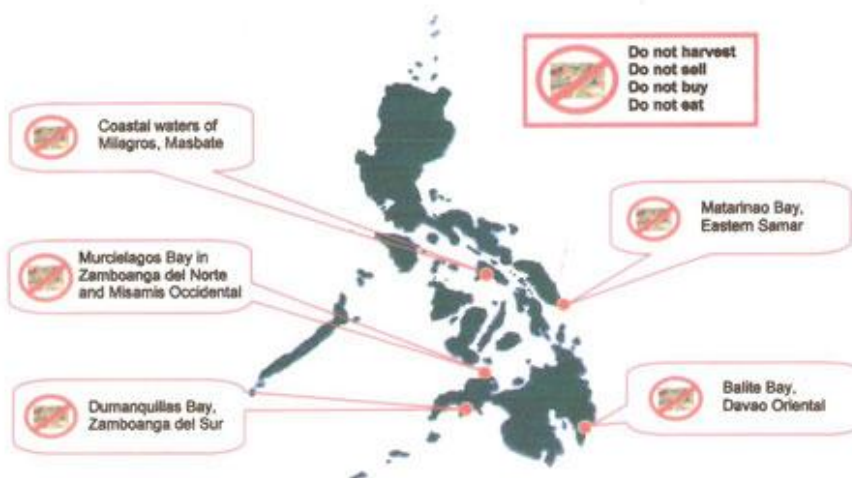 Do not harvest
Do not sell
Do not buy
Do not eat
Coastal waters of
Milagros, Masbate
Matarinao Bay,
Eastern Samar
Murcielagos Bay in
Zamboanga del Norte
and Misamis Occidental
Dumanquillas Bay,
Zamboanga del Sur
Balite Bay,
Davao Oriental